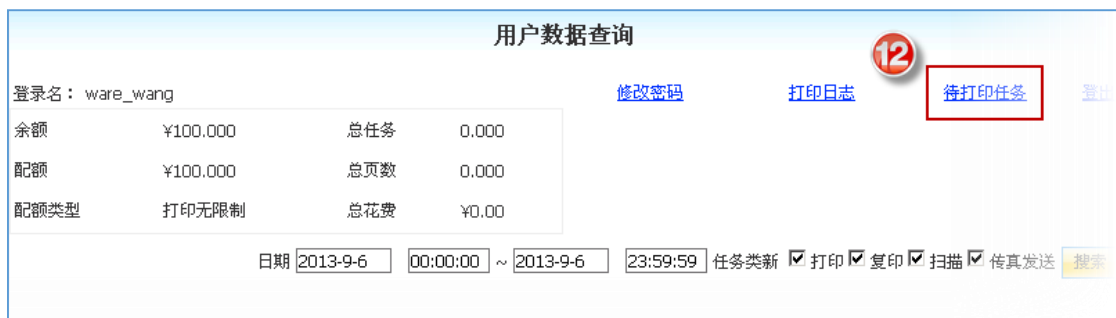 用户数据查询
12
登录名： ware_wang 修改密码 打印日志 待打印任务 登出
余额 ¥100.000 总任务 0.000
配额 ¥100.000 总页数 0.000
配额类型 打印无限制 总花费 ¥0.00
日期 2013-9-6 00:00:00 ~ 2013-9-6 23:59:59 任务类新 打印 复印 扫描 传真发送 搜索